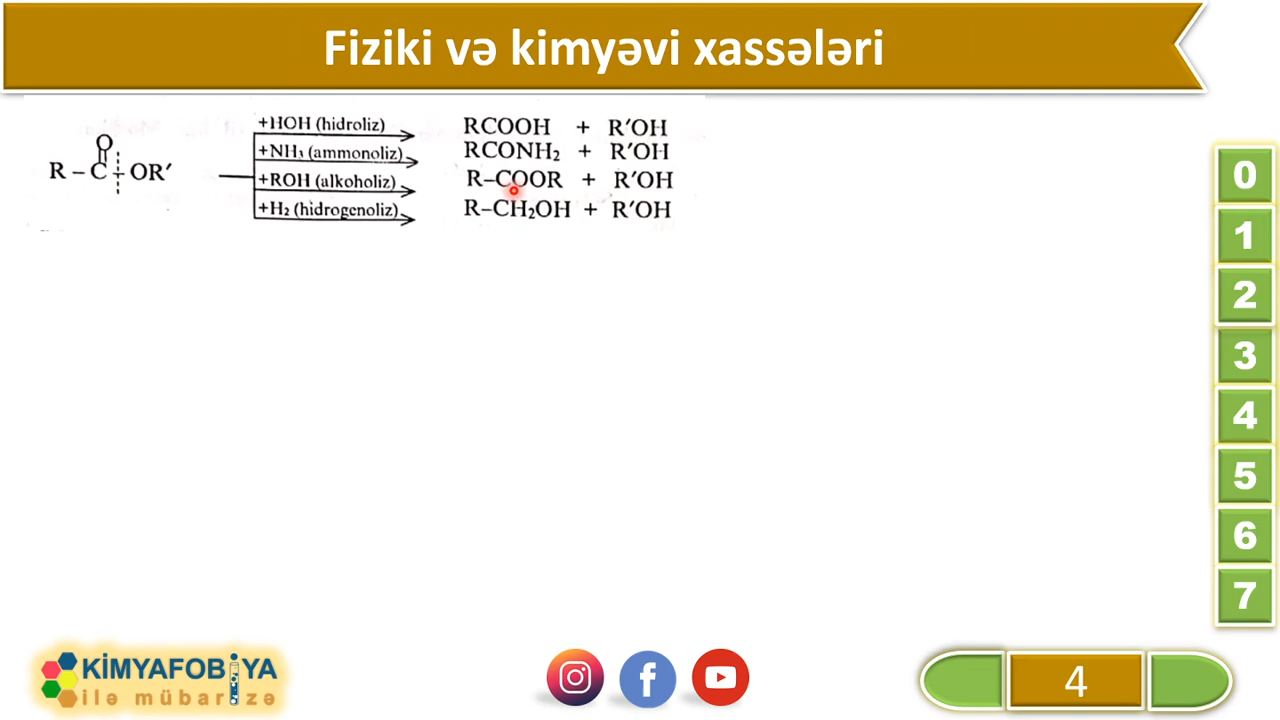 Fiziki və kimyəvi xassələri
+HOH (hidroliz) RCOOH + R′OH
+NH₃ (ammonoliz) RCONH₂ + R′OH
O
R – C – OR′
+ROH (alkoholiz) R–COOR + R′OH
+H₂ (hidrogenoliz) R–CH₂OH + R′OH
0
1
2
3
4
5
6
7
KİMYAFOBİYA
ilə mübarizə
4